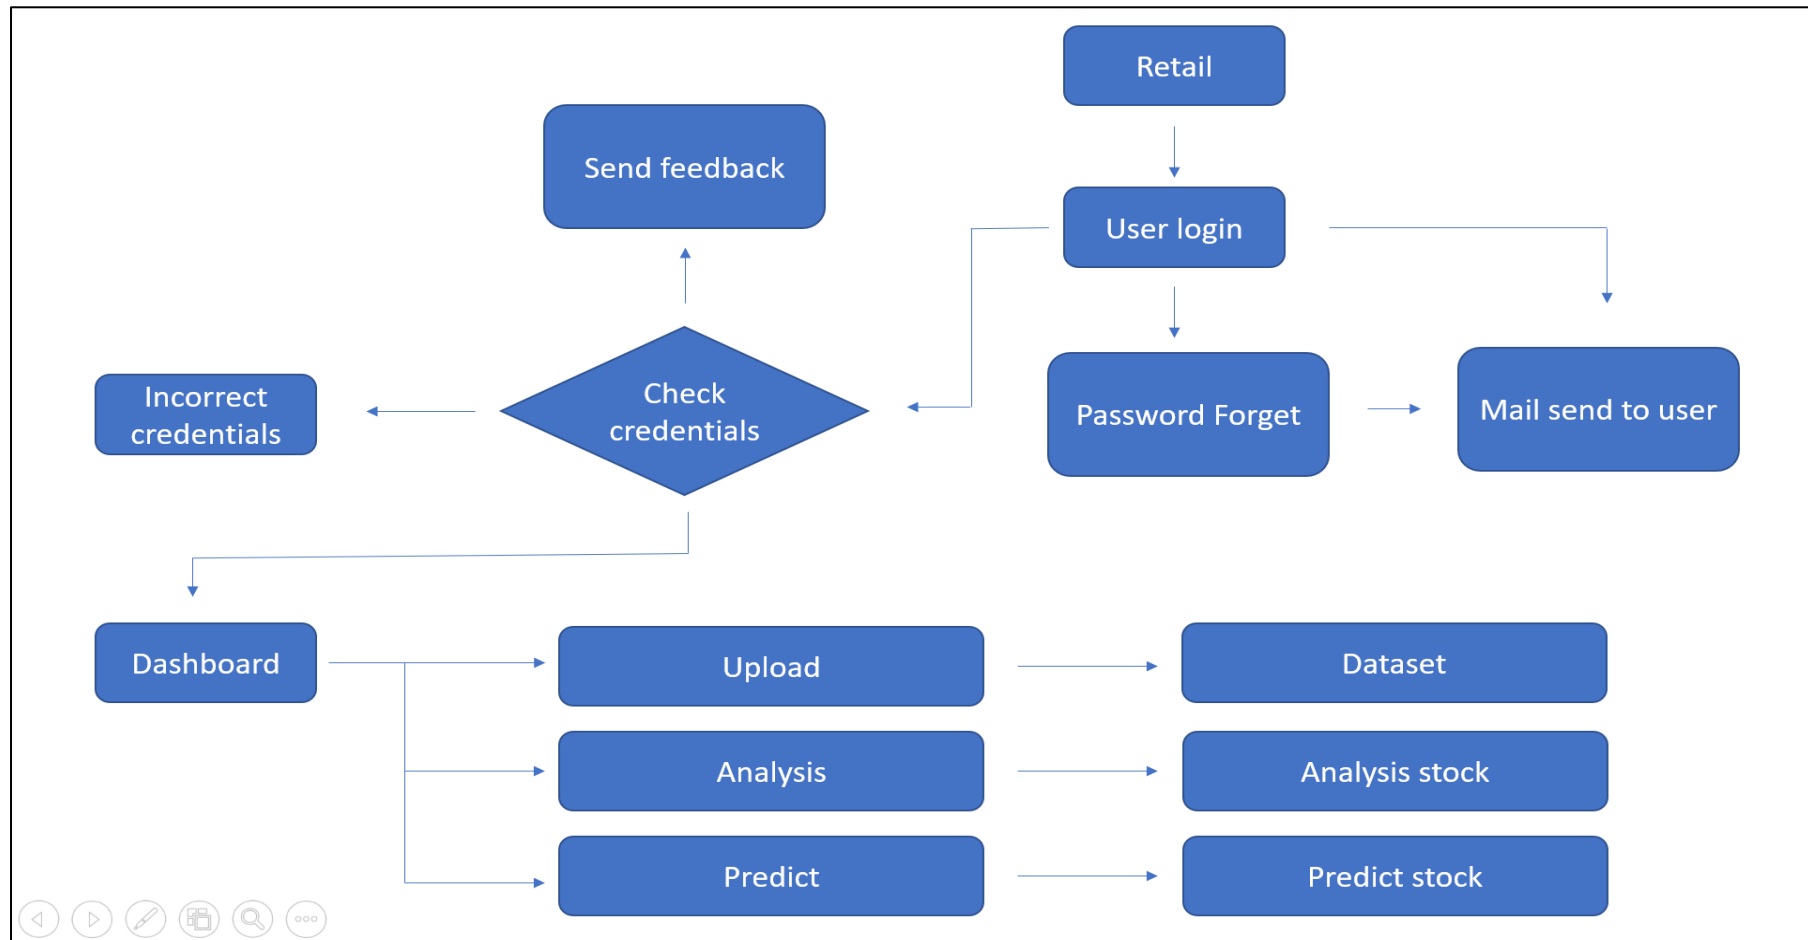 Retail
Send feedback
User login
Incorrect
credentials
Check
credentials
Password Forget
Mail send to user
Dashboard
Upload
Dataset
Analysis
Analysis stock
Predict
Predict stock